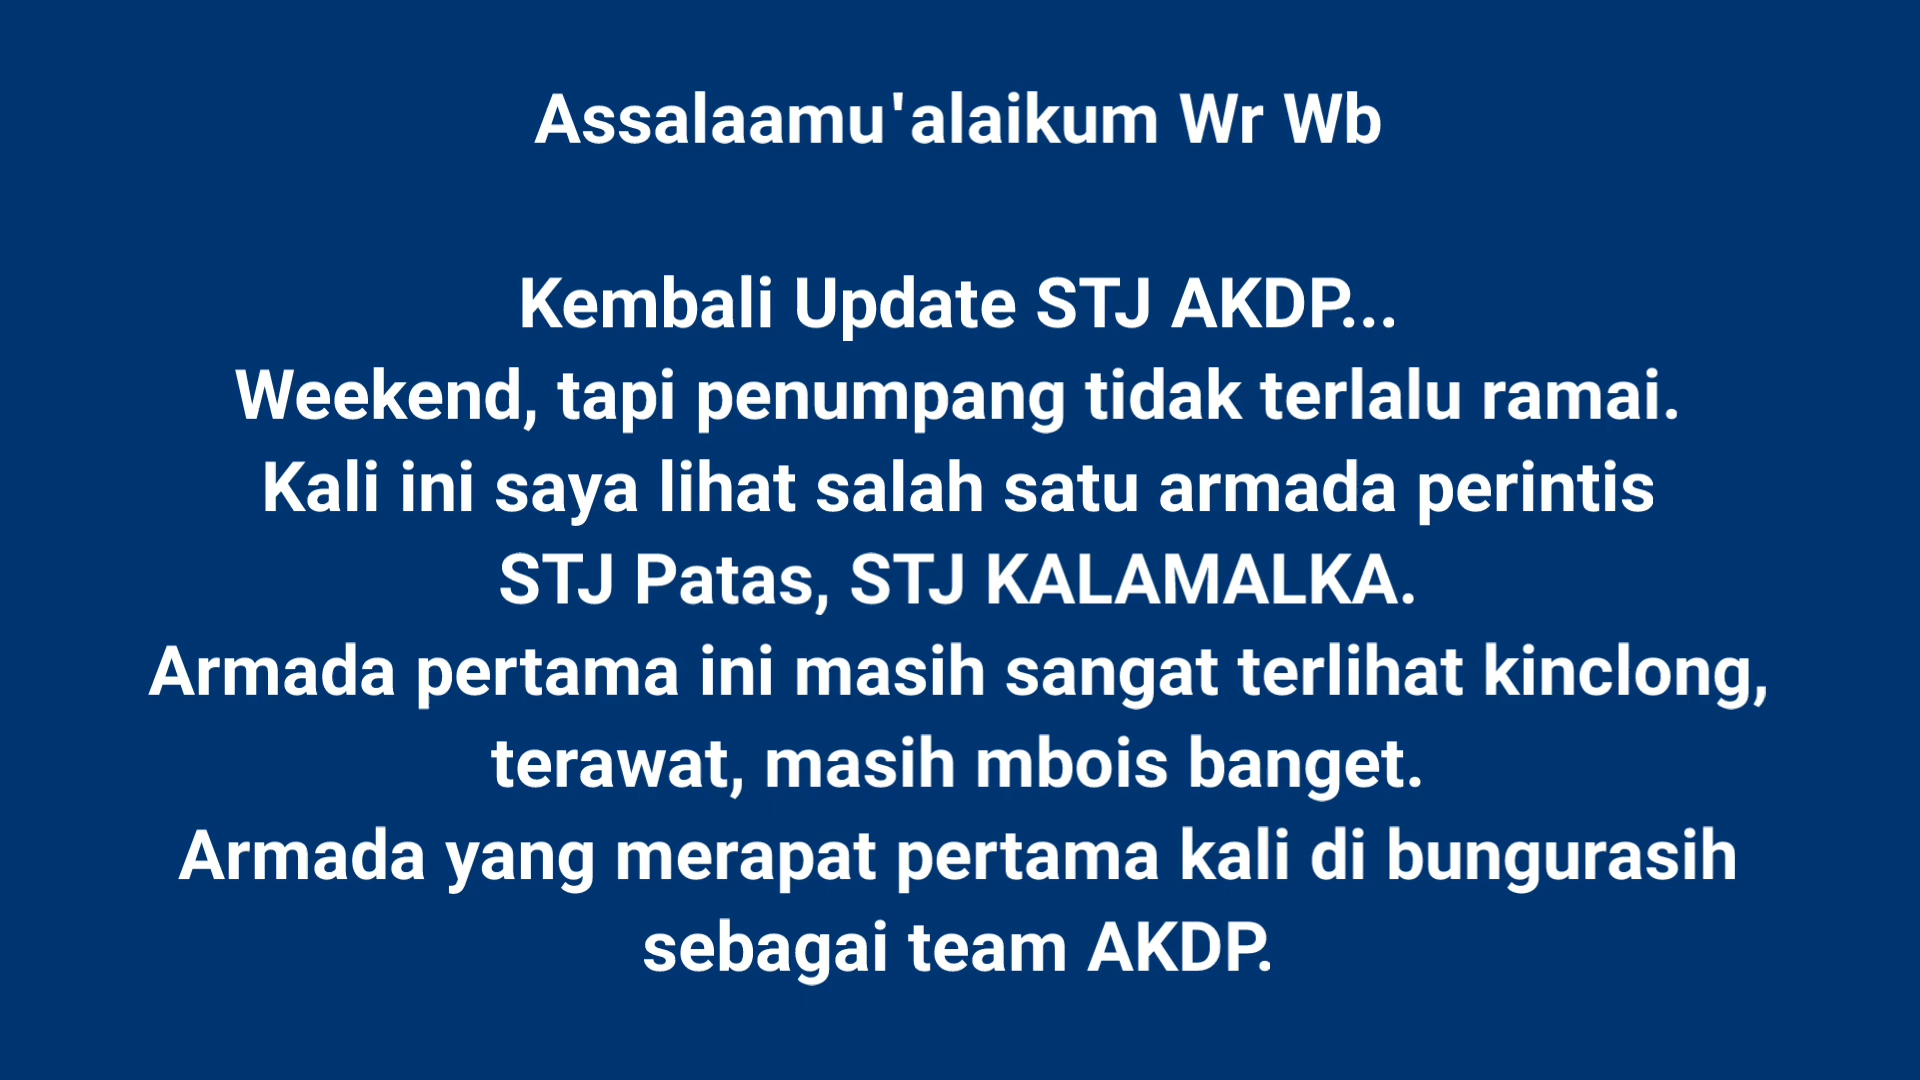 Assalaamu'alaikum Wr Wb
Kembali Update STJ AKDP...
Weekend, tapi penumpang tidak terlalu ramai.
Kali ini saya lihat salah satu armada perintis
STJ Patas, STJ KALAMALKA.
Armada pertama ini masih sangat terlihat kinclong,
terawat, masih mbois banget.
Armada yang merapat pertama kali di bungurasih
sebagai team AKDP.